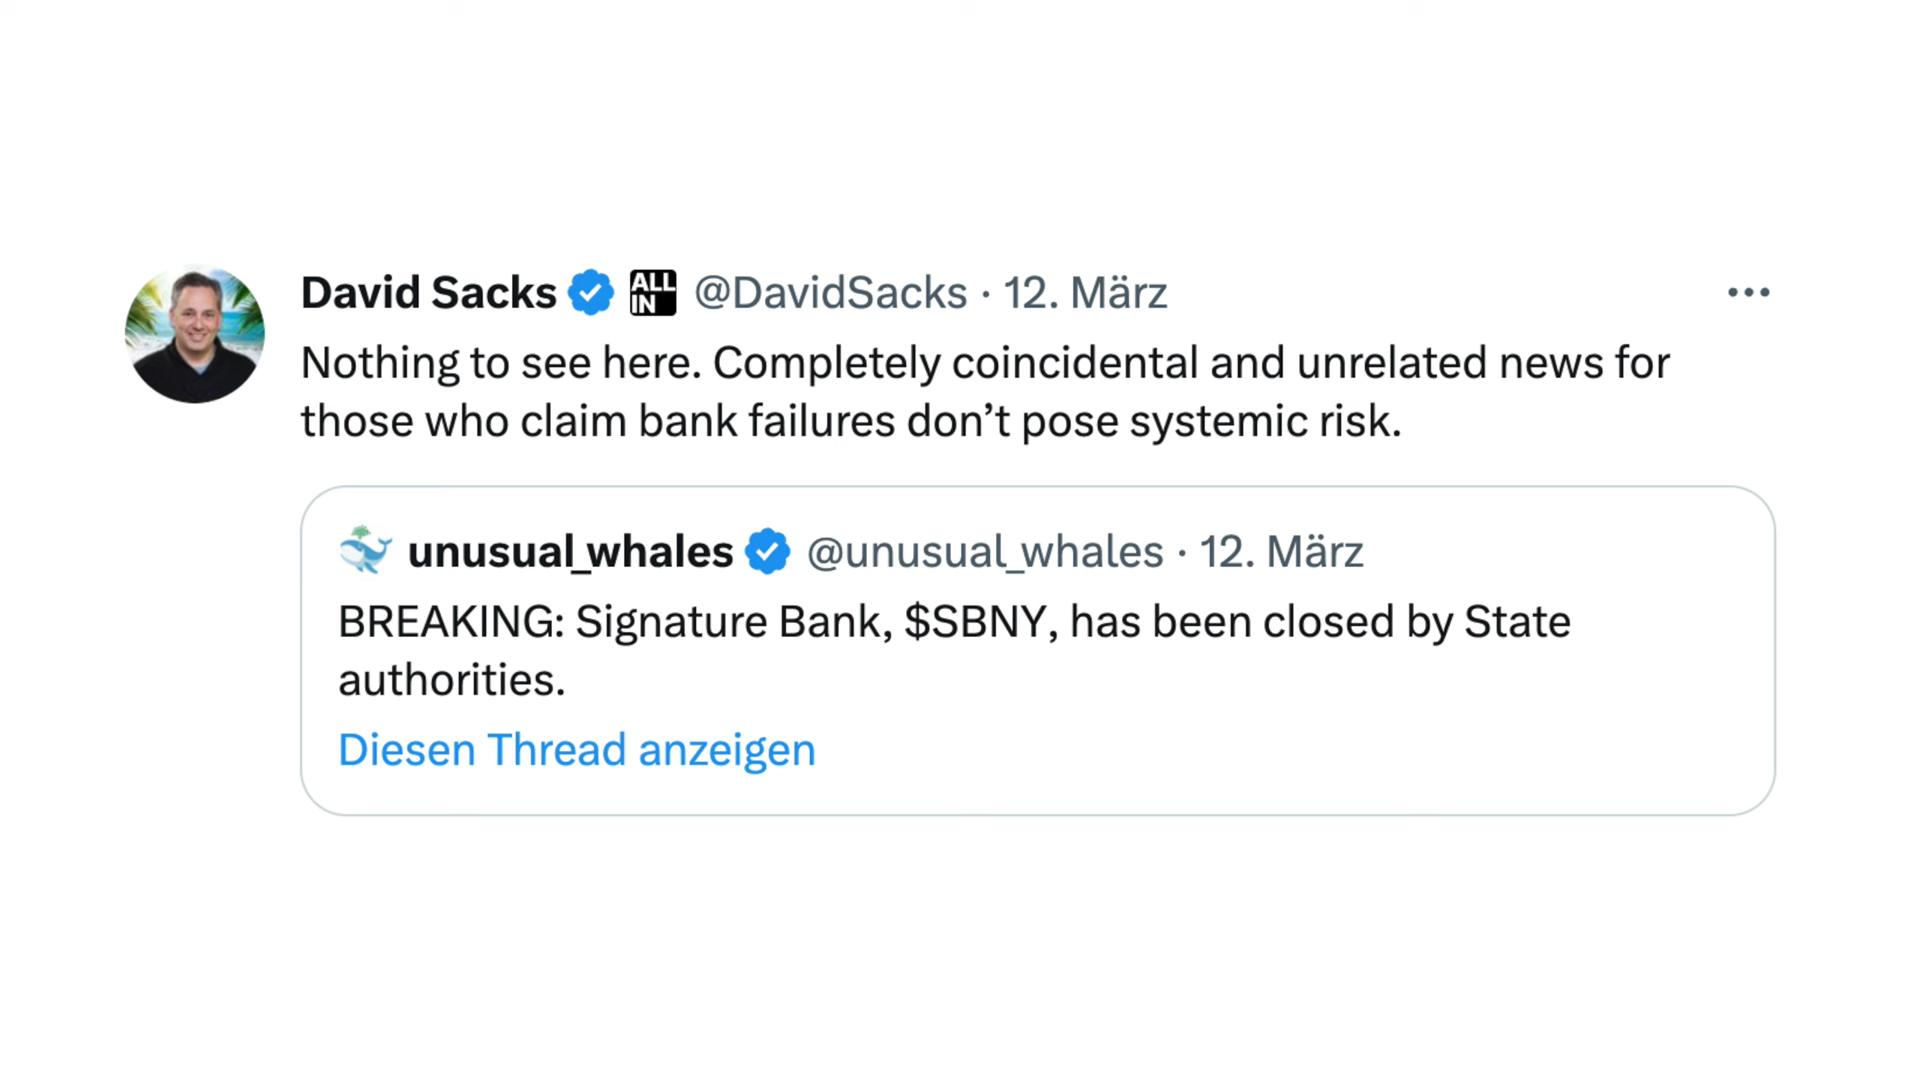 David Sacks ALL IN @DavidSacks · 12. März
Nothing to see here. Completely coincidental and unrelated news for
those who claim bank failures don’t pose systemic risk.
unusual_whales @unusual_whales · 12. März
BREAKING: Signature Bank, $SBNY, has been closed by State
authorities.
Diesen Thread anzeigen